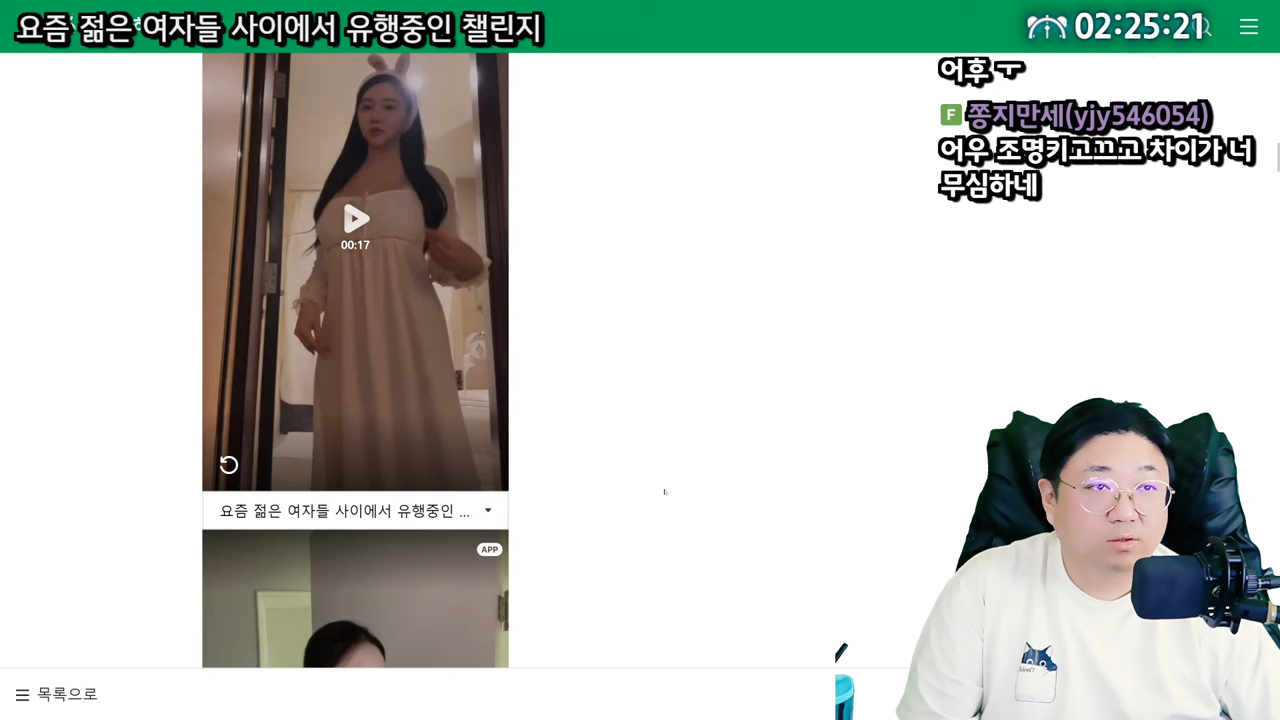 요즘 젊은 여자들 사이에서 유행중인 챌린지
02:25:21
어후 ㅜ
F 쫑지만세(yjy546054)
어우 조명키고끄고 차이가 너
무심하네
00:17
요즘 젊은 여자들 사이에서 유행중인 ...
APP
목록으로